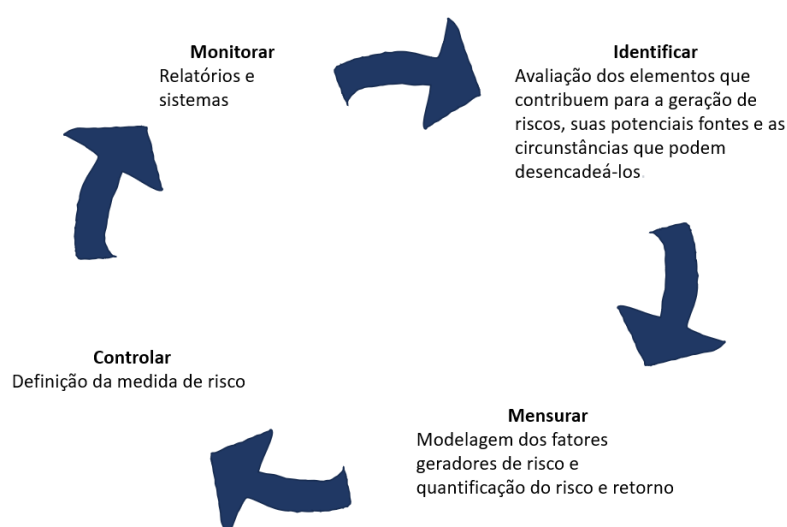 Monitorar
Relatórios e
sistemas
Identificar
Avaliação dos elementos que
contribuem para a geração de
riscos, suas potenciais fontes e as
circunstâncias que podem
desencadeá-los.
Mensurar
Modelagem dos fatores
geradores de risco e
quantificação do risco e retorno
Controlar
Definição da medida de risco